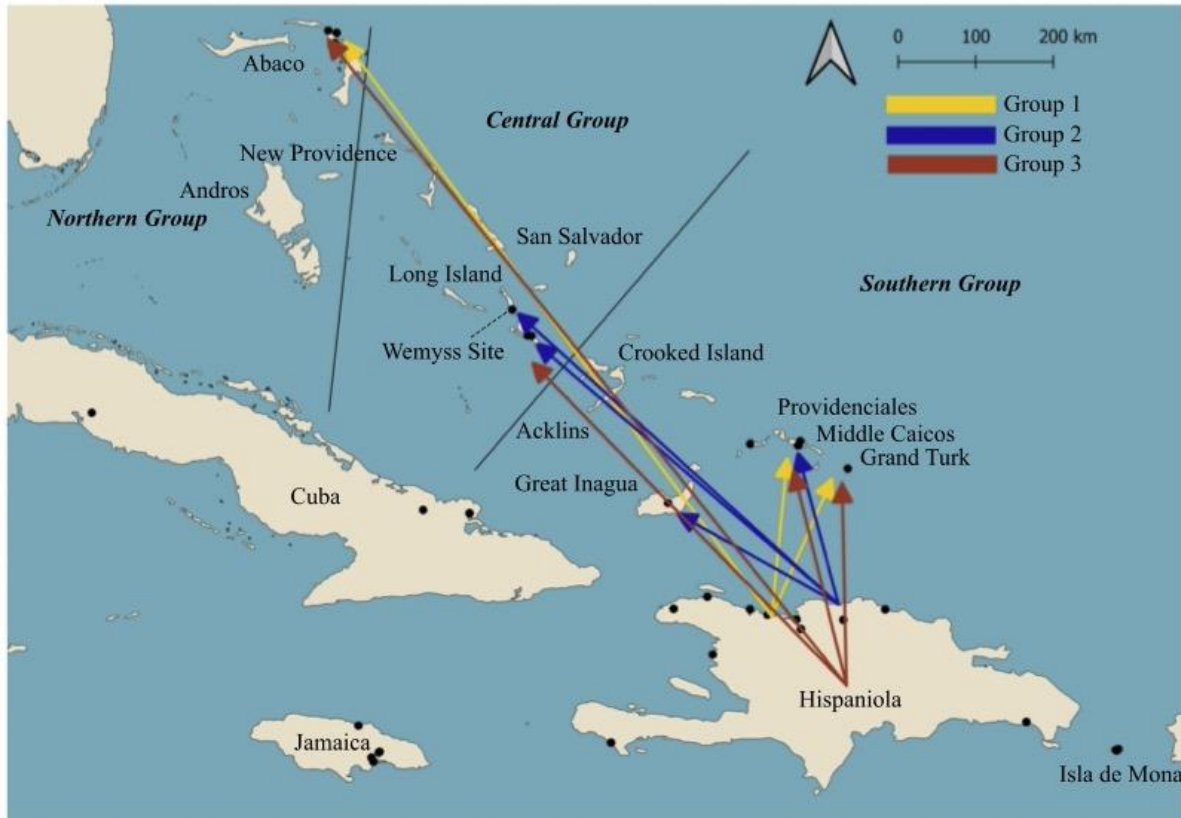 Abaco
0 100 200 km
Group 1
Group 2
Group 3
Central Group
New Providence
Andros
Northern Group
San Salvador
Long Island
Southern Group
Wemyss Site
Crooked Island
Providenciales
Middle Caicos
Grand Turk
Acklins
Great Inagua
Cuba
Hispaniola
Jamaica
Isla de Mona